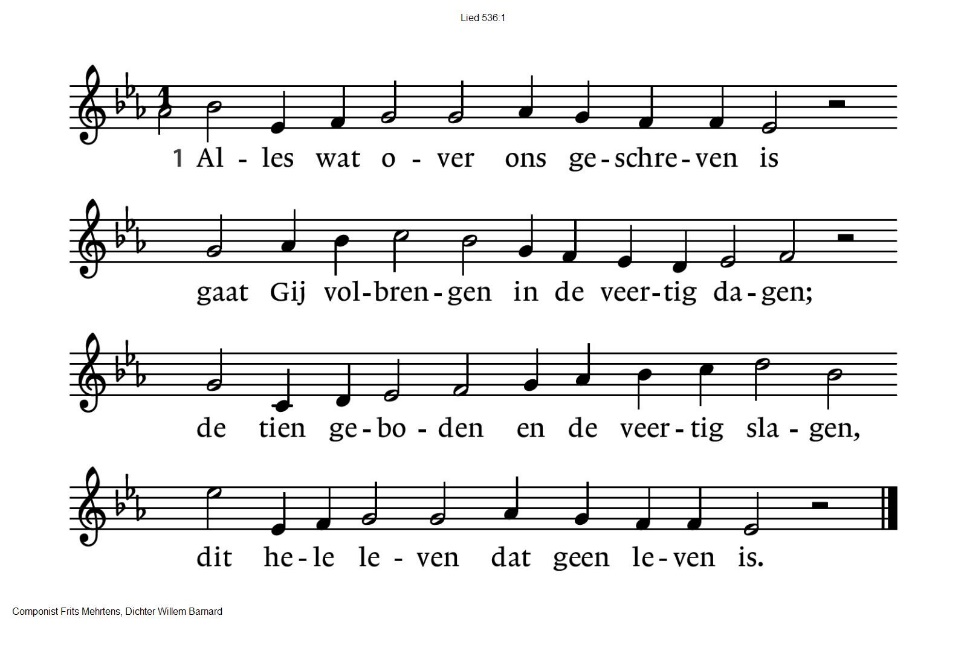 Lied 536.1
1
1 Al - les wat o - ver ons ge - schre - ven is
gaat Gij vol - bren - gen in de veer - tig da - gen;
de tien ge - bo - den en de veer - tig sla - gen,
dit he - le le - ven dat geen le - ven is.
Componist Frits Mehrtens, Dichter Willem Barnard